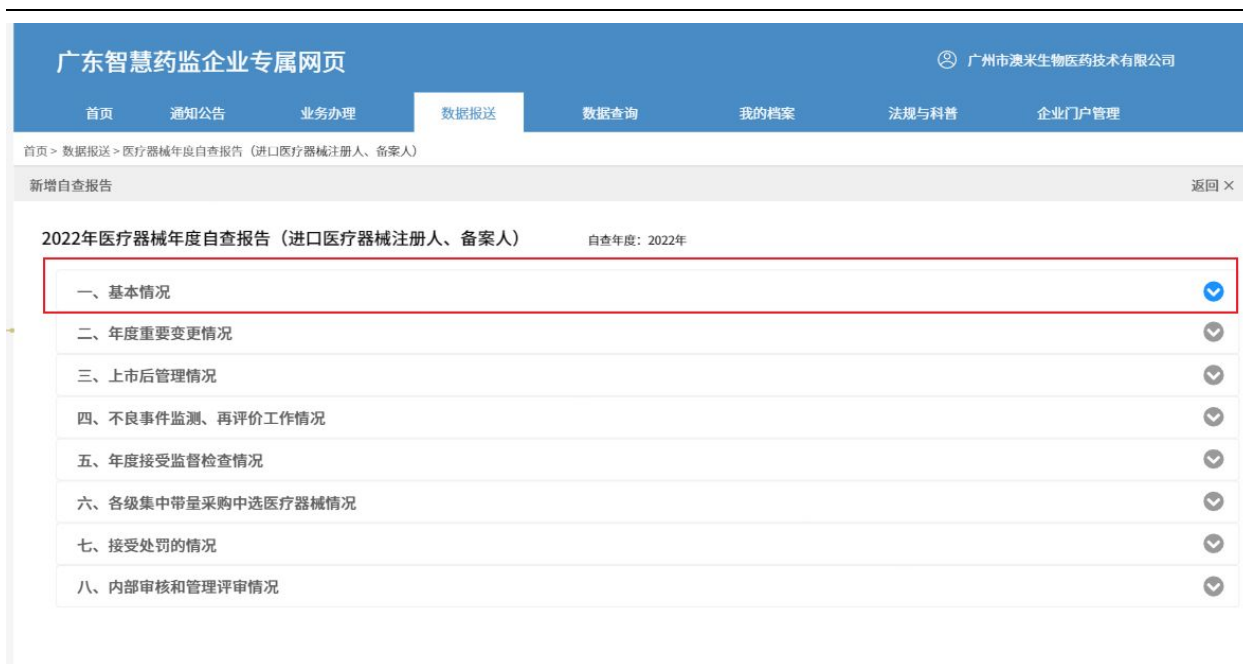 广东智慧药监企业专属网页
广州市澳米生物医药技术有限公司
首页 通知公告 业务办理 数据报送 数据查询 我的档案 法规与科普 企业门户管理
首页 > 数据报送 > 医疗器械年度自查报告（进口医疗器械注册人、备案人）
新增自查报告 返回 ×
2022年医疗器械年度自查报告（进口医疗器械注册人、备案人） 自查年度：2022年
一、基本情况
二、年度重要变更情况
三、上市后管理情况
四、不良事件监测、再评价工作情况
五、年度接受监督检查情况
六、各级集中带量采购中选医疗器械情况
七、接受处罚的情况
八、内部审核和管理评审情况